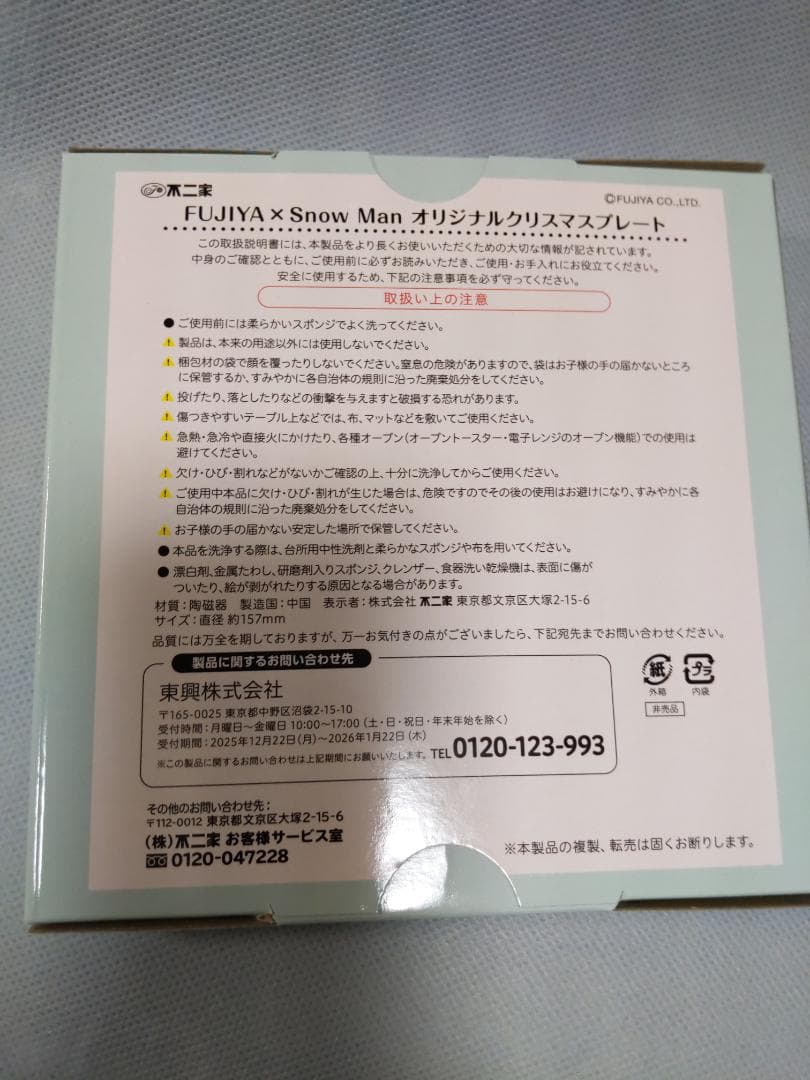 不二家
©FUJIYA CO.,LTD.
FUJIYA×Snow Man オリジナルクリスマスプレート
この取扱説明書には、本製品をより長くお使いいただくための大切な情報が記されています。
中身のご確認とともに、ご使用前に必ずお読みいただき、ご使用・お手入れにお役立てください。
安全に使用するため、下記の注意事項を必ず守ってください。
取扱い上の注意
●ご使用前には柔らかいスポンジでよく洗ってください。
製品は、本来の用途以外には使用しないでください。
梱包材の袋で顔を覆ったりしないでください。窒息の危険がありますので、袋はお子様の手の届かないところ
に保管するか、すみやかに各自治体の規則に沿った廃棄処分をしてください。
投げたり、落としたりなどの衝撃を与えますと破損する恐れがあります。
傷つきやすいテーブル上などでは、布、マットなどを敷いてご使用ください。
急熱・急冷や直接火にかけたり、各種オーブン(オーブントースター・電子レンジのオーブン機能)での使用は
避けてください。
欠け・ひび・割れなどがないかご確認の上、十分に洗浄してからご使用ください。
ご使用中本品に欠け・ひび・割れが生じた場合は、危険ですのでその後の使用はお避けになり、すみやかに各
自治体の規則に沿った廃棄処分をしてください。
お子様の手の届かない安定した場所で保管してください。
●本品を洗浄する際は、台所用中性洗剤と柔らかなスポンジや布を用いてください。
●漂白剤、金属たわし、研磨剤入りスポンジ、クレンザー、食器洗い乾燥機は、表面に傷が
ついたり、絵が剥がれたりする原因となる場合があります。
材質:陶磁器 製造国:中国 表示者:株式会社 不二家 東京都文京区大塚2-15-6
サイズ:直径 約157mm
品質には万全を期しておりますが、万一お気付きの点がございましたら、下記宛先までお問い合わせください。
製品に関するお問い合わせ先
東興株式会社
〒165-0025 東京都中野区沼袋2-15-10
受付時間:月曜日〜金曜日 10:00〜17:00 (土・日・祝日・年末年始を除く)
受付期間:2025年12月22日(月)〜2026年1月22日(木)
※この製品に関するお問い合わせは上記期間にお願いいたします。 TEL 0120-123-993
紙
外箱
プラ
内袋
非売品
その他のお問い合わせ先:
〒112-0012 東京都文京区大塚2-15-6
(株)不二家 お客様サービス室
0120-047228
※本製品の複製、転売は固くお断りします。